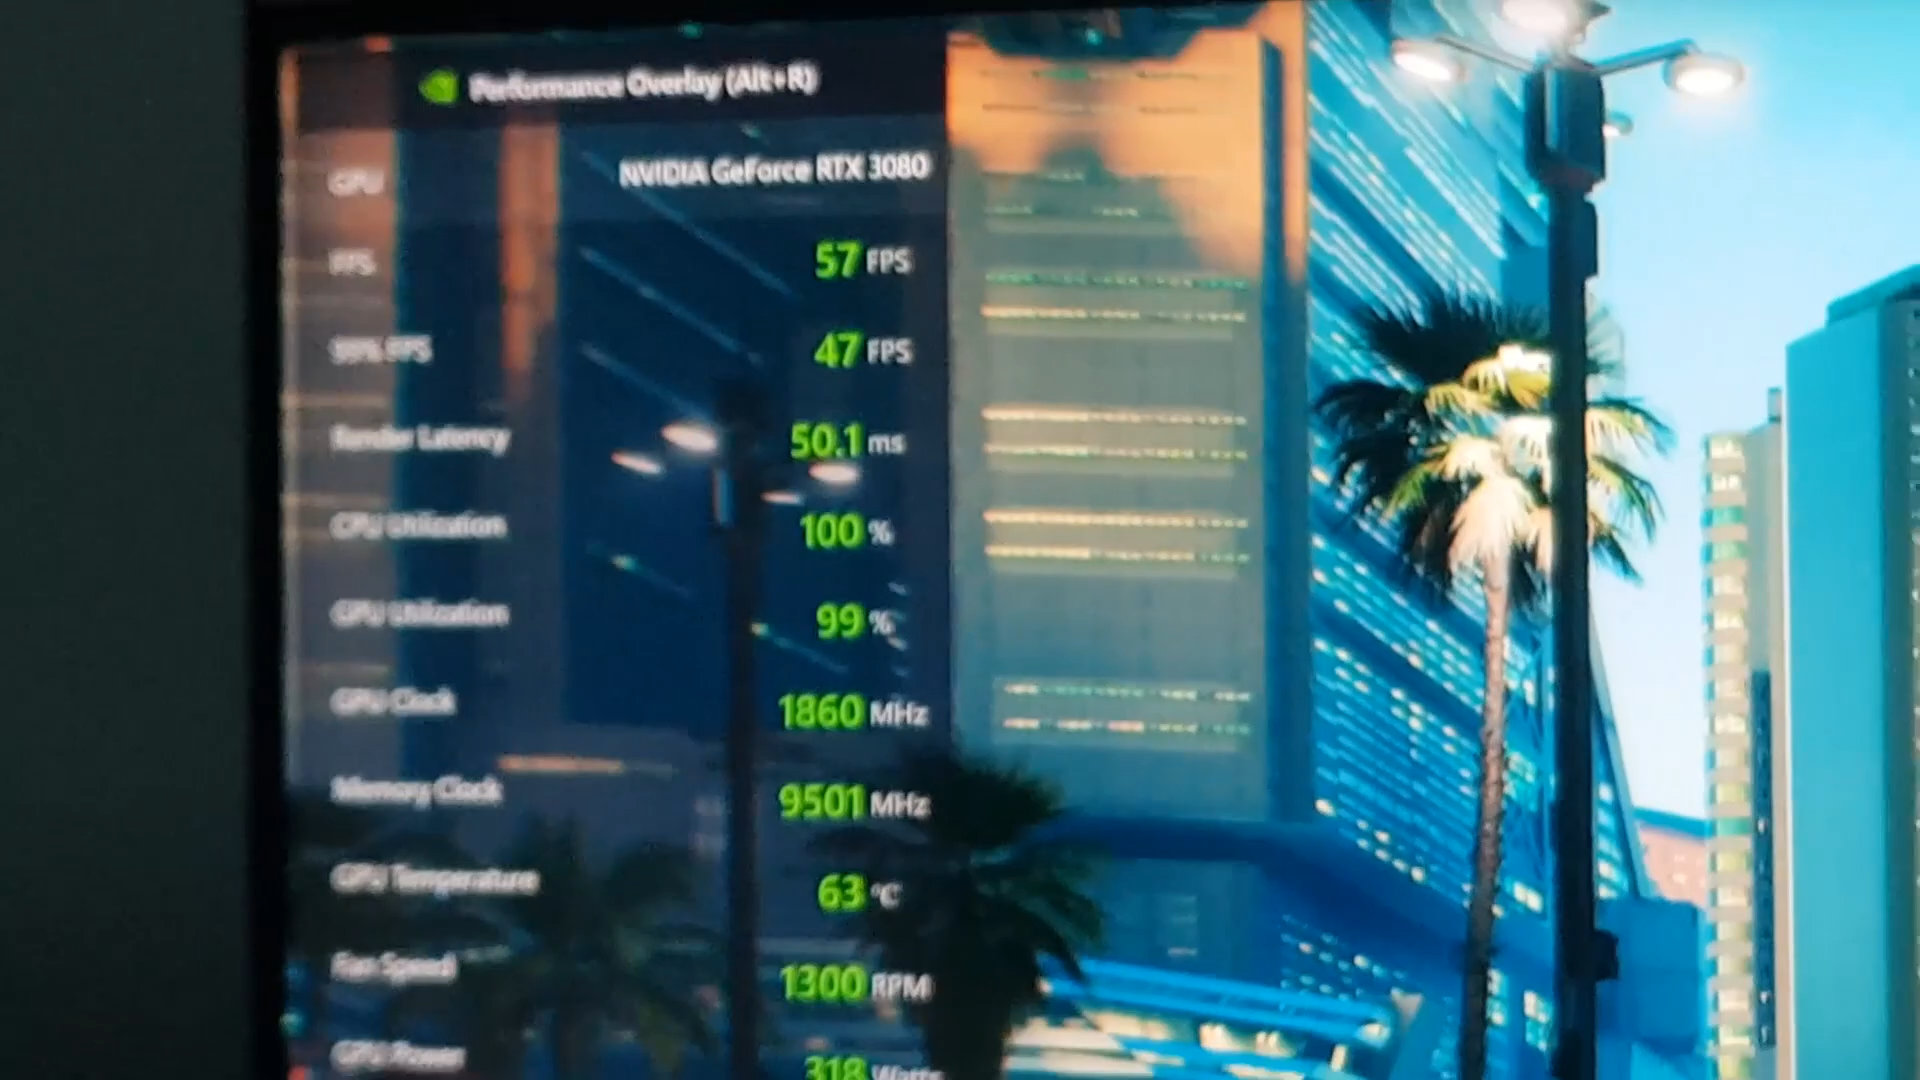 Performance Overlay (Alt+R)
GPU NVIDIA GeForce RTX 3080
FPS 57 FPS
99% FPS 47 FPS
Render Latency 50.1 ms
CPU Utilization 100 %
GPU Utilization 99 %
GPU Clock 1860 MHz
Memory Clock 9501 MHz
GPU Temperature 63 °C
Fan Speed 1300 RPM
GPU Power 318 Watts